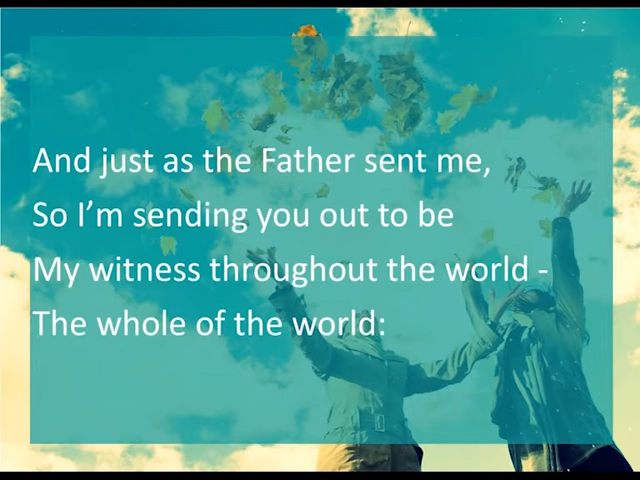 And just as the Father sent me,
So I’m sending you out to be
My witness throughout the world -
The whole of the world: